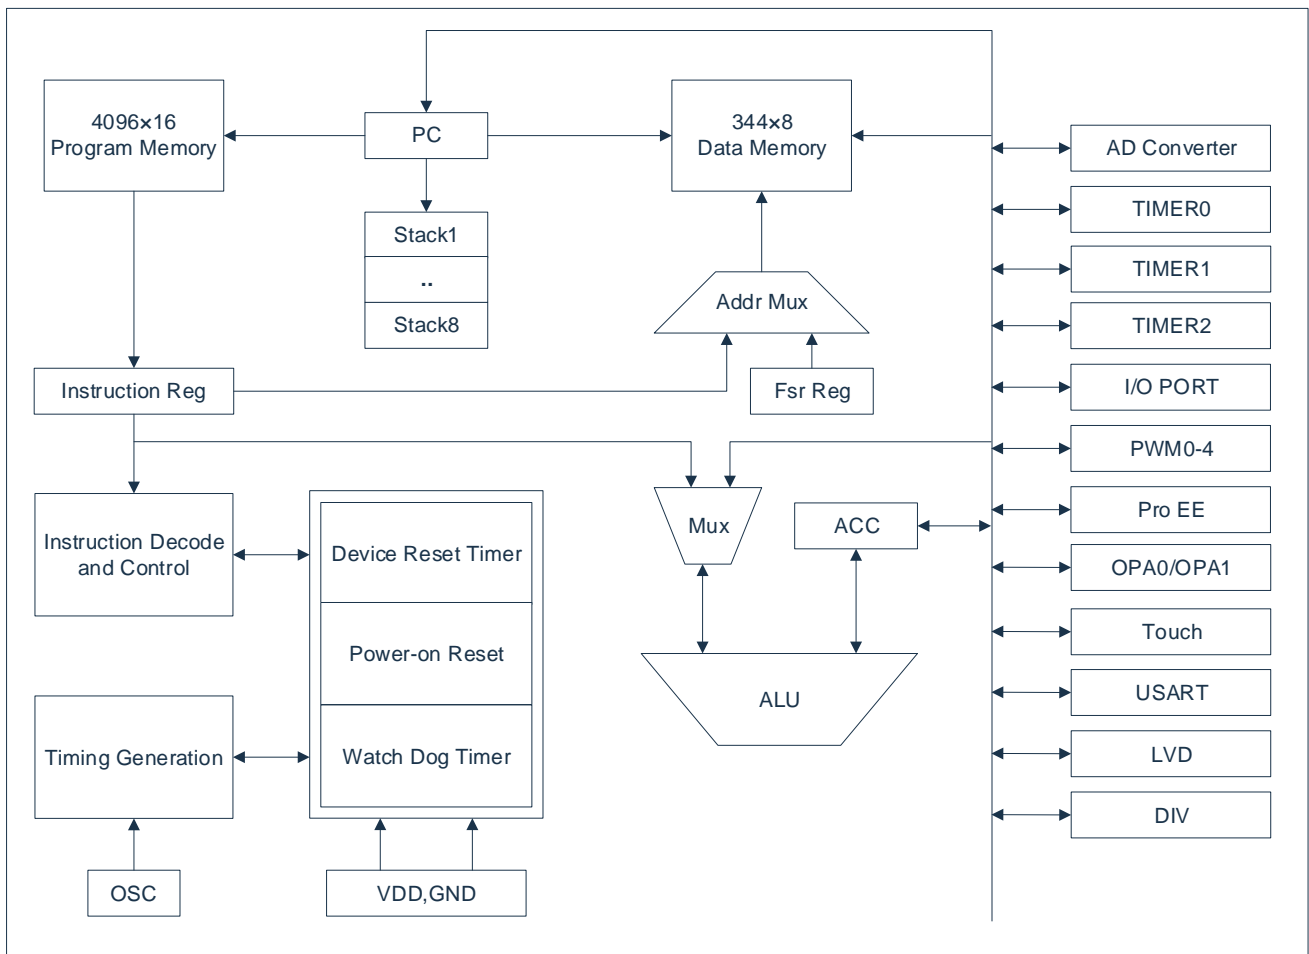 4096×16
Program Memory
PC
344×8
Data Memory
Stack1
..
Stack8
Addr Mux
Instruction Reg
Fsr Reg
Instruction Decode
and Control
Device Reset Timer
Power-on Reset
Watch Dog Timer
Mux
ACC
ALU
Timing Generation
OSC
VDD,GND
AD Converter
TIMER0
TIMER1
TIMER2
I/O PORT
PWM0-4
Pro EE
OPA0/OPA1
Touch
USART
LVD
DIV